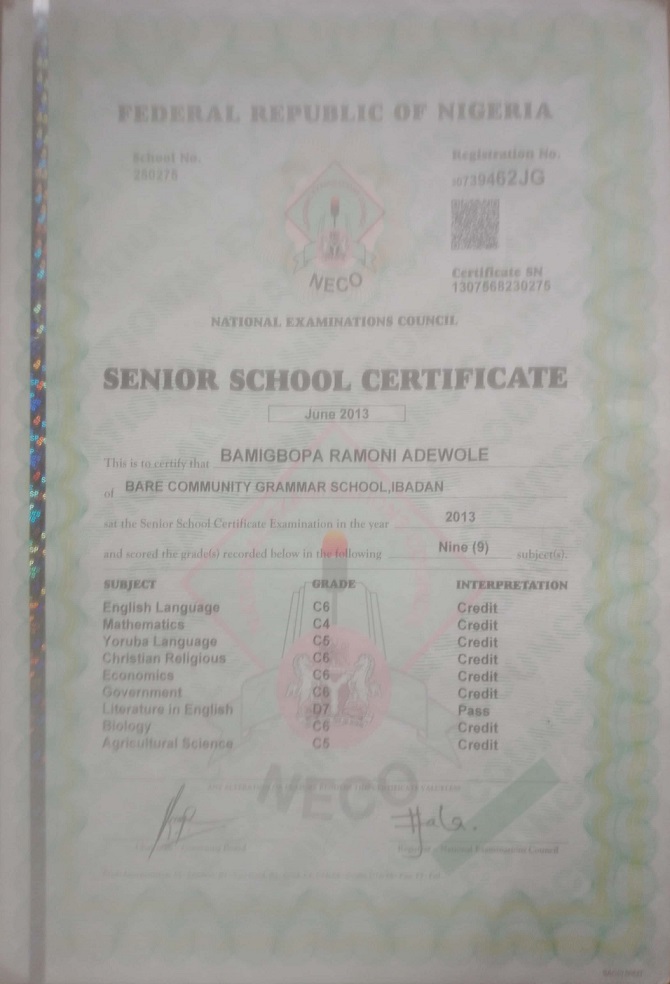 FEDERAL REPUBLIC OF NIGERIA
School No.
280276
Registration No.
739462JG
NECO
Certificate SN
1307568230275
NATIONAL EXAMINATIONS COUNCIL
SENIOR SCHOOL CERTIFICATE
June 2013
This is to certify that BAMIGBOPA RAMONI ADEWOLE
of BARE COMMUNITY GRAMMAR SCHOOL,IBADAN
sat the Senior School Certificate Examination in the year 2013
and scored the grade(s) recorded below in the following Nine (9) subject(s).
SUBJECT GRADE INTERPRETATION
English Language C6 Credit
Mathematics C4 Credit
Yoruba Language C5 Credit
Christian Religious C6 Credit
Economics C6 Credit
Government C6 Credit
Literature in English D7 Pass
Biology C6 Credit
Agricultural Science C5 Credit
NECO